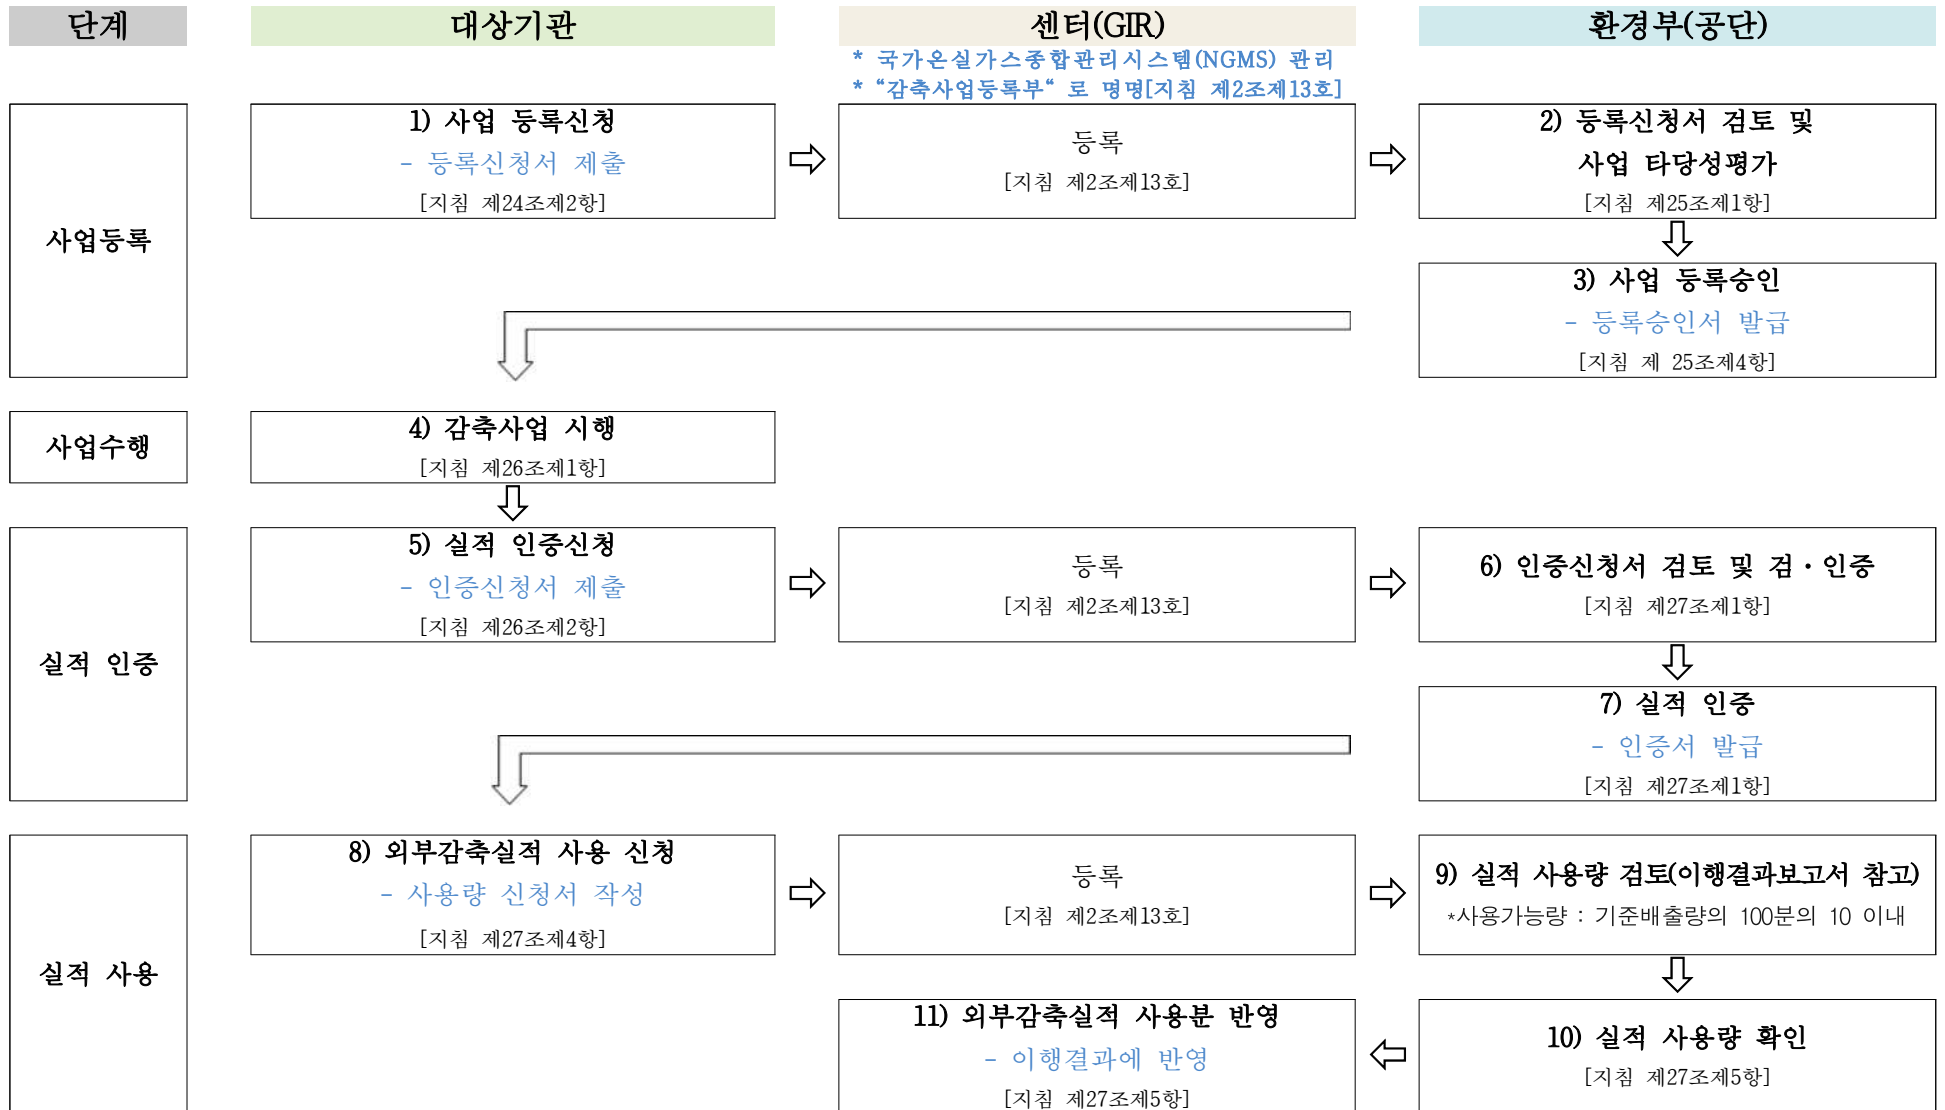 단계
대상기관
센터(GIR)
환경부(공단)
* 국가온실가스종합관리시스템(NGMS) 관리
* “감축사업등록부“ 로 명명[지침 제2조제13호]
사업등록
1) 사업 등록신청
- 등록신청서 제출
[지침 제24조제2항]
등록
[지침 제2조제13호]
2) 등록신청서 검토 및
사업 타당성평가
[지침 제25조제1항]
3) 사업 등록승인
- 등록승인서 발급
[지침 제 25조제4항]
사업수행
4) 감축사업 시행
[지침 제26조제1항]
실적 인증
5) 실적 인증신청
- 인증신청서 제출
[지침 제26조제2항]
등록
[지침 제2조제13호]
6) 인증신청서 검토 및 검·인증
[지침 제27조제1항]
7) 실적 인증
- 인증서 발급
[지침 제27조제1항]
실적 사용
8) 외부감축실적 사용 신청
- 사용량 신청서 작성
[지침 제27조제4항]
등록
[지침 제2조제13호]
9) 실적 사용량 검토(이행결과보고서 참고)
*사용가능량 : 기준배출량의 100분의 10 이내
11) 외부감축실적 사용분 반영
- 이행결과에 반영
[지침 제27조제5항]
10) 실적 사용량 확인
[지침 제27조제5항]